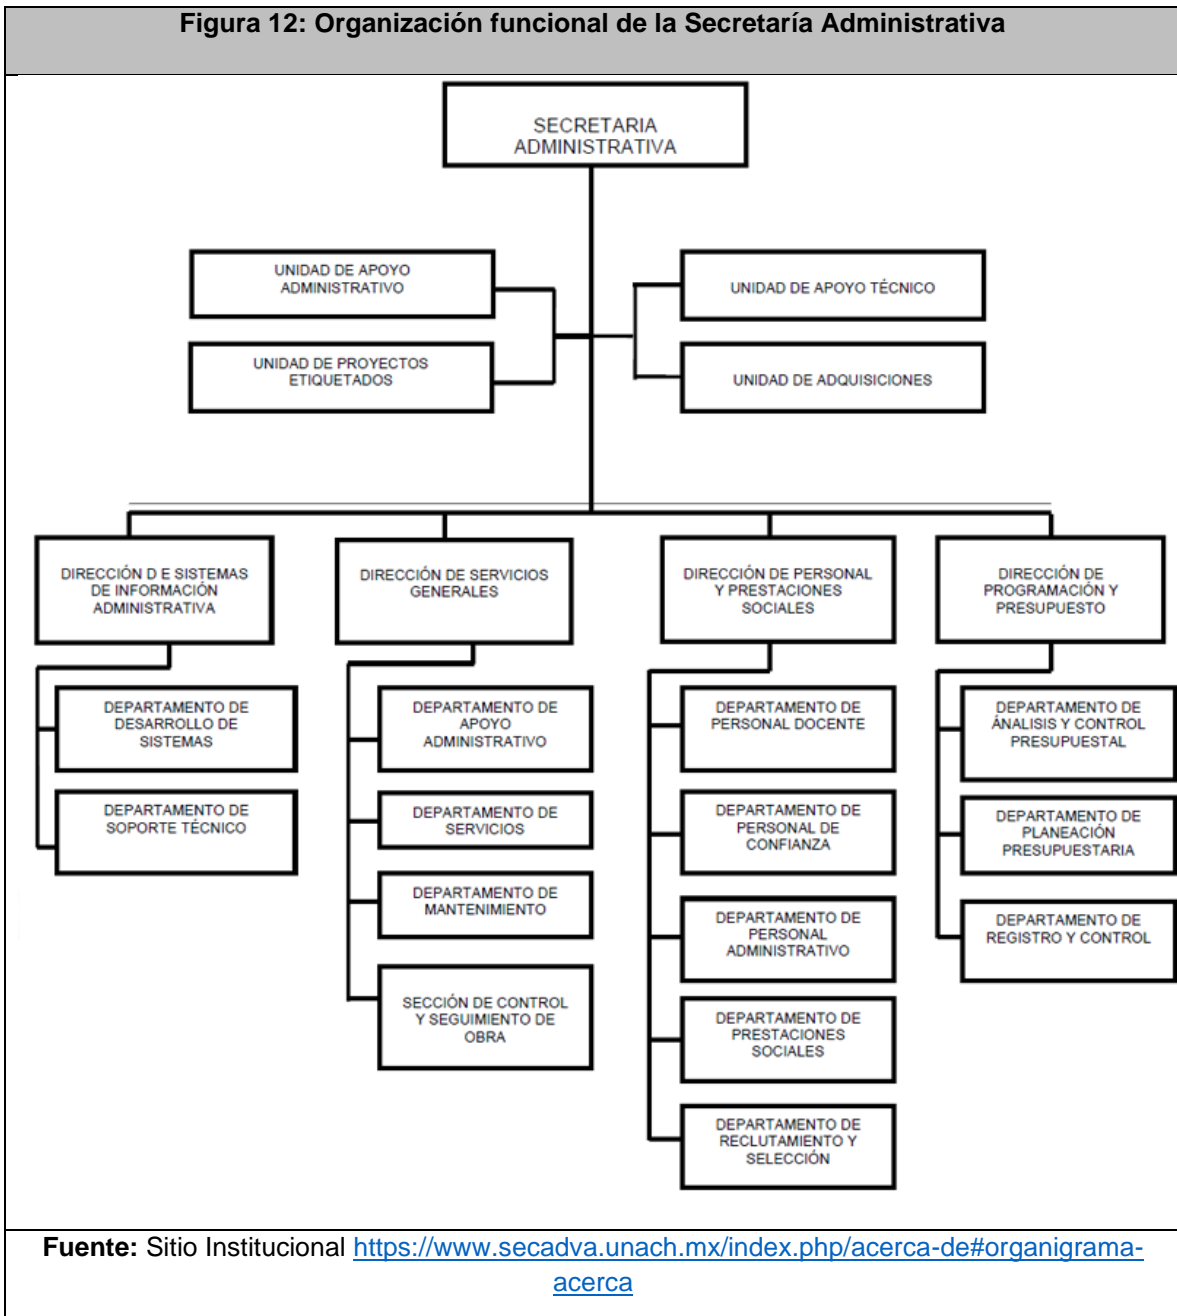 Figura 12: Organización funcional de la Secretaría Administrativa
SECRETARIA
ADMINISTRATIVA
UNIDAD DE APOYO
ADMINISTRATIVO
UNIDAD DE APOYO TÉCNICO
UNIDAD DE PROYECTOS
ETIQUETADOS
UNIDAD DE ADQUISICIONES
DIRECCIÓN D E SISTEMAS
DE INFORMACIÓN
ADMINISTRATIVA
DEPARTAMENTO DE
DESARROLLO DE
SISTEMAS
DEPARTAMENTO DE
SOPORTE TÉCNICO
DIRECCIÓN DE SERVICIOS
GENERALES
DEPARTAMENTO DE
APOYO
ADMINISTRATIVO
DEPARTAMENTO DE
SERVICIOS
DEPARTAMENTO DE
MANTENIMIENTO
SECCIÓN DE CONTROL
Y SEGUIMIENTO DE
OBRA
DIRECCIÓN DE PERSONAL
Y PRESTACIONES
SOCIALES
DEPARTAMENTO DE
PERSONAL DOCENTE
DEPARTAMENTO DE
PERSONAL DE
CONFIANZA
DEPARTAMENTO DE
PERSONAL
ADMINISTRATIVO
DEPARTAMENTO DE
PRESTACIONES
SOCIALES
DEPARTAMENTO DE
RECLUTAMIENTO Y
SELECCIÓN
DIRECCIÓN DE
PROGRAMACIÓN Y
PRESUPUESTO
DEPARTAMENTO DE
ÁNALISIS Y CONTROL
PRESUPUESTAL
DEPARTAMENTO DE
PLANEACIÓN
PRESUPUESTARIA
DEPARTAMENTO DE
REGISTRO Y CONTROL
Fuente: Sitio Institucional https://www.secadva.unach.mx/index.php/acerca-de#organigrama-
acerca